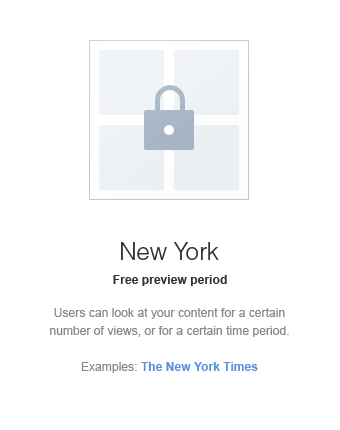 New York
Free preview period
Users can look at your content for a certain
number of views, or for a certain time period.
Examples: The New York Times